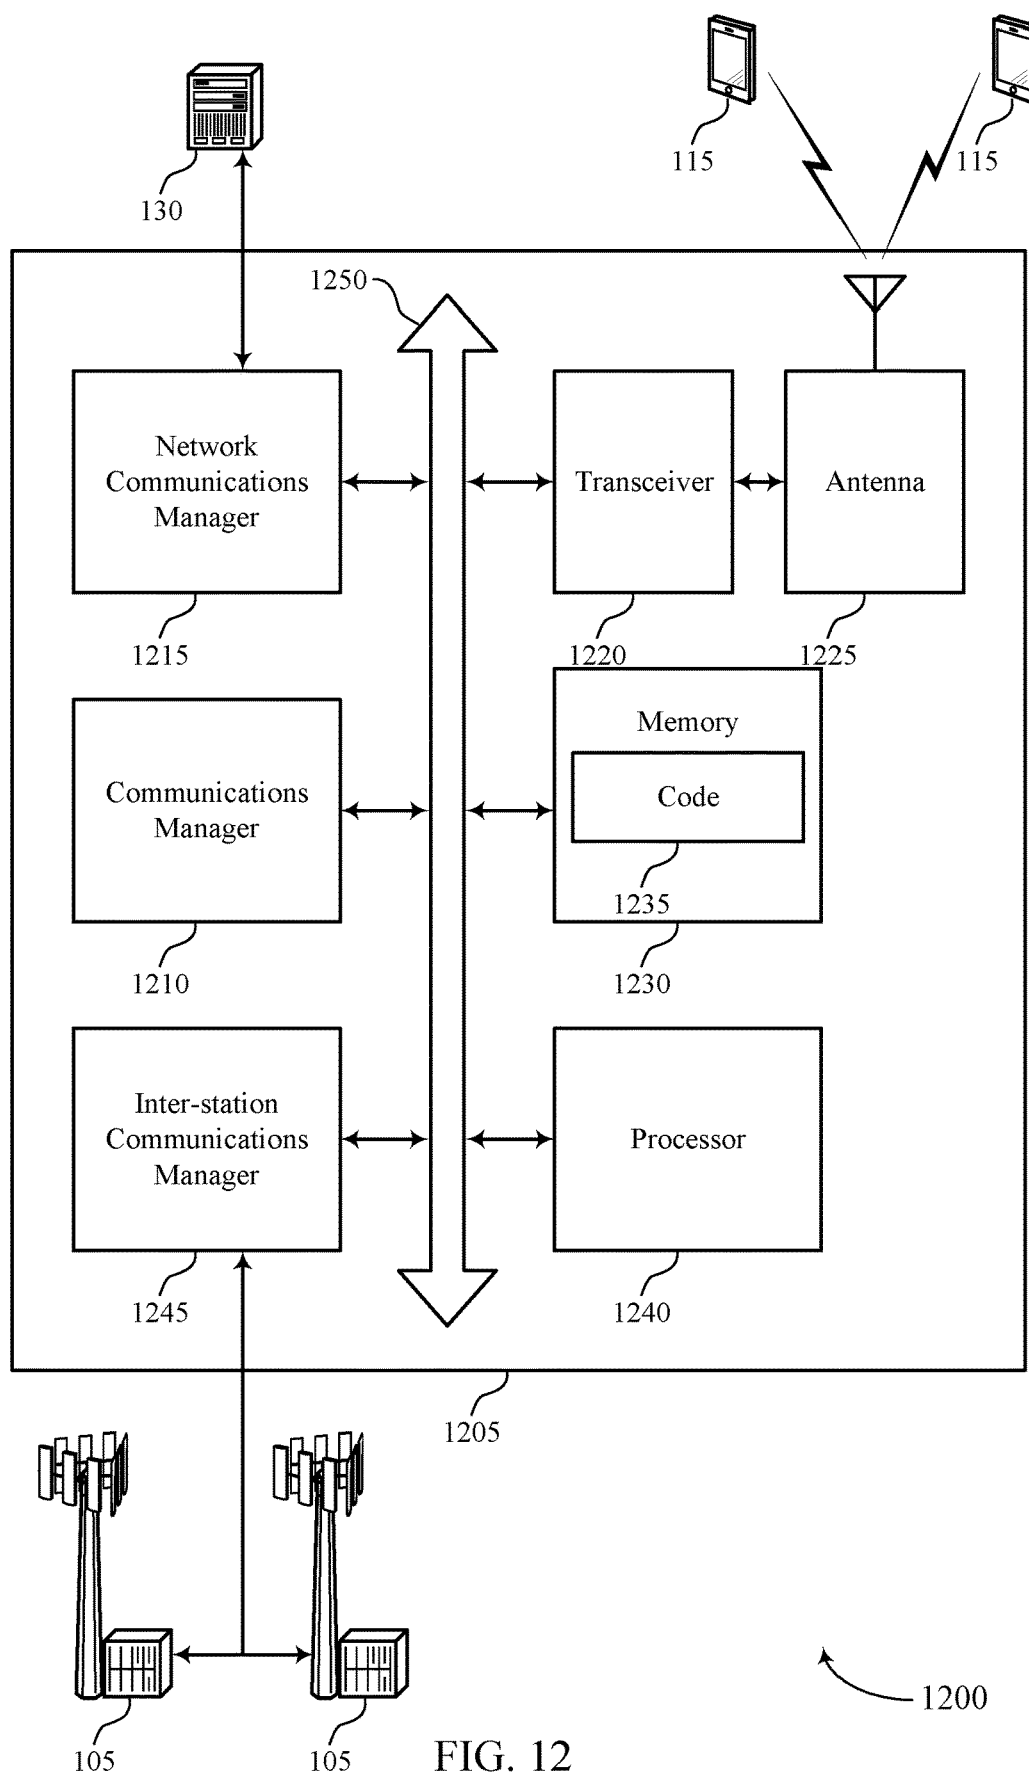 130
115
115
1250
Network
Communications
Manager
1215
Transceiver
1220
Antenna
1225
Communications
Manager
1210
Memory
Code
1235
1230
Inter-station
Communications
Manager
1245
Processor
1240
1205
105
105
1200
FIG. 12